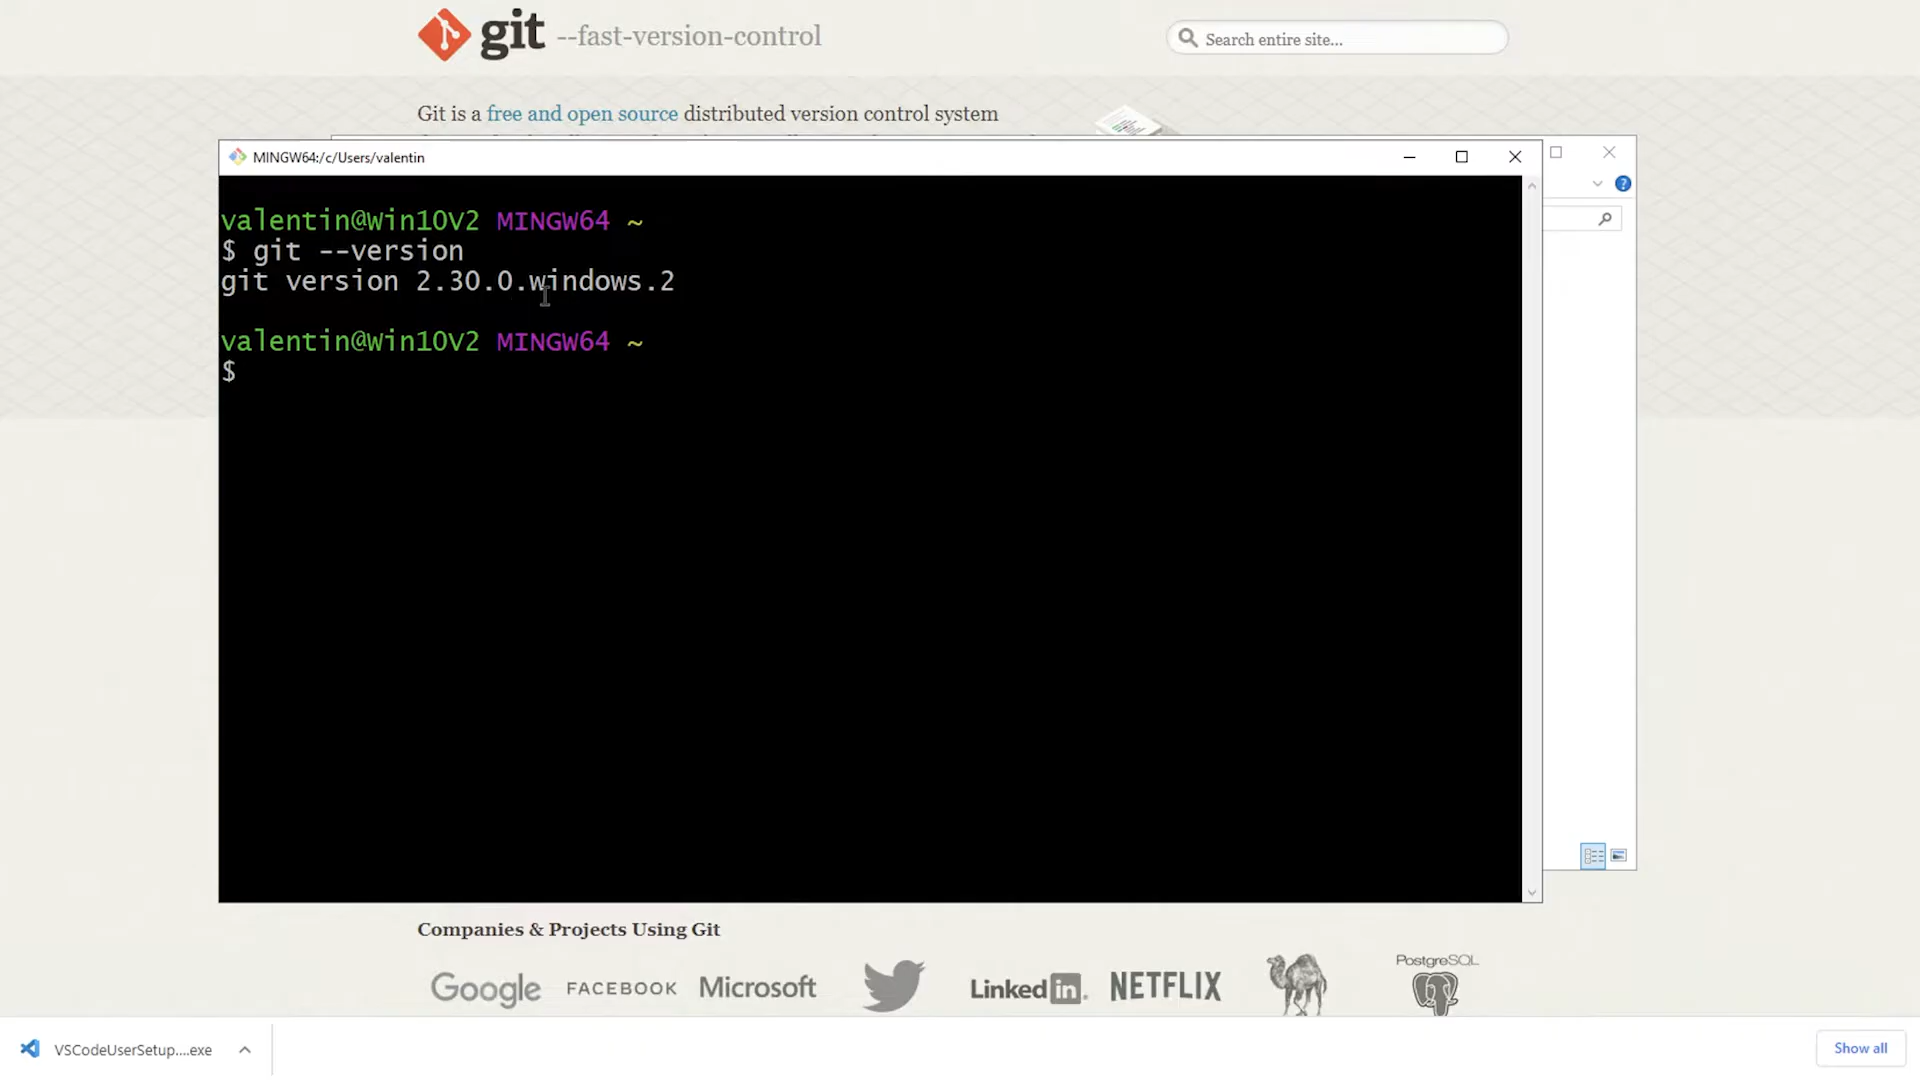 git --fast-version-control
Search entire site...
Git is a free and open source distributed version control system
MINGW64:/c/Users/valentin
valentin@Win10V2 MINGW64 ~
$ git --version
git version 2.30.0.windows.2
valentin@Win10V2 MINGW64 ~
$
Companies & Projects Using Git
Google FACEBOOK Microsoft LinkedIn NETFLIX PostgreSQL
VSCodeUserSetup....exe
Show all